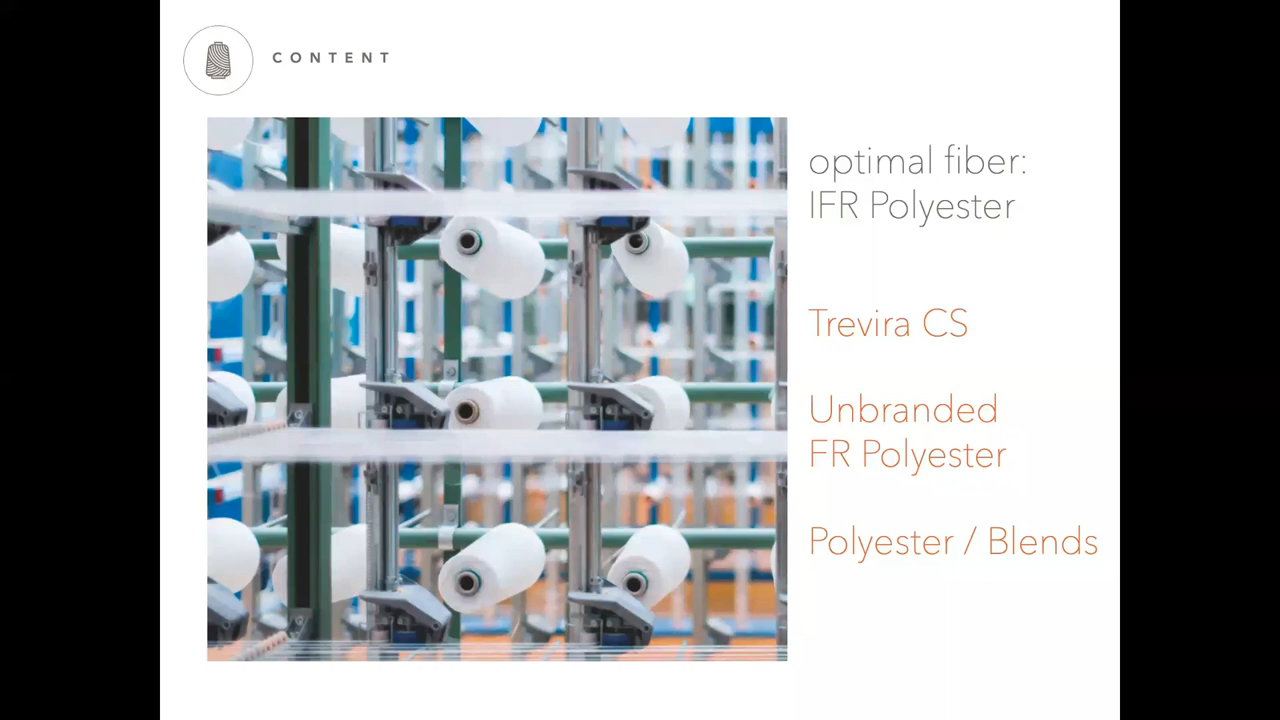 CONTENT
optimal fiber:
IFR Polyester
Trevira CS
Unbranded
FR Polyester
Polyester / Blends